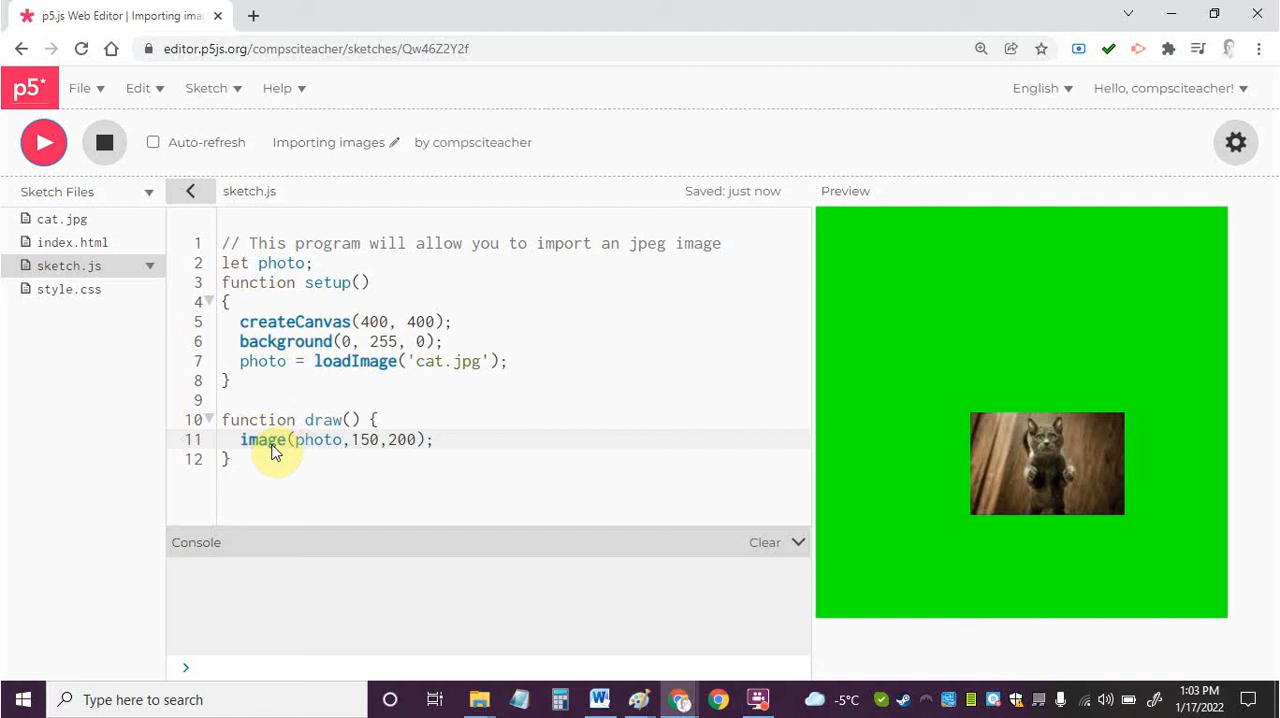 p5.js Web Editor | Importing ima
editor.p5js.org/compsciteacher/sketches/Qw46Z2Y2f
p5* File Edit Sketch Help English Hello, compsciteacher!
Auto-refresh Importing images by compsciteacher
Sketch Files sketch.js Saved: just now Preview
cat.jpg
index.html
sketch.js
style.css
1 // This program will allow you to import an jpeg image
2 let photo;
3 function setup()
4 {
5 createCanvas(400, 400);
6 background(0, 255, 0);
7 photo = loadImage('cat.jpg');
8 }
9
10 function draw() {
11 image(photo,150,200);
12 }
Console Clear
>
Type here to search
-5°C
1:03 PM
1/17/2022